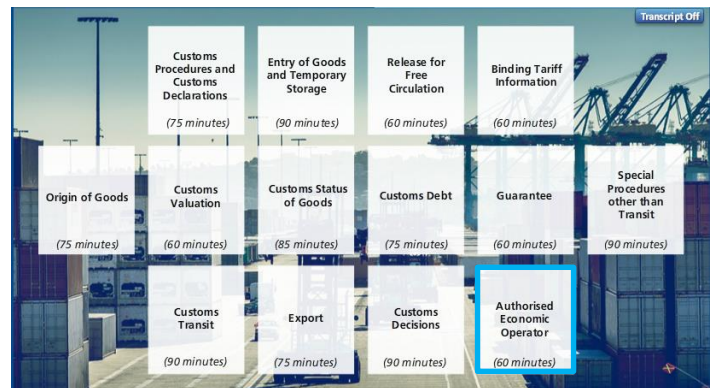 Transcript Off
Customs
Procedures and
Customs
Declarations
(75 minutes)
Entry of Goods
and Temporary
Storage
(90 minutes)
Release for
Free
Circulation
(60 minutes)
Binding Tariff
Information
(60 minutes)
Origin of Goods
(75 minutes)
Customs
Valuation
(60 minutes)
Customs Status
of Goods
(85 minutes)
Customs Debt
(75 minutes)
Guarantee
(60 minutes)
Special
Procedures
other than
Transit
(90 minutes)
Customs
Transit
(90 minutes)
Export
(75 minutes)
Customs
Decisions
(90 minutes)
Authorised
Economic
Operator
(60 minutes)